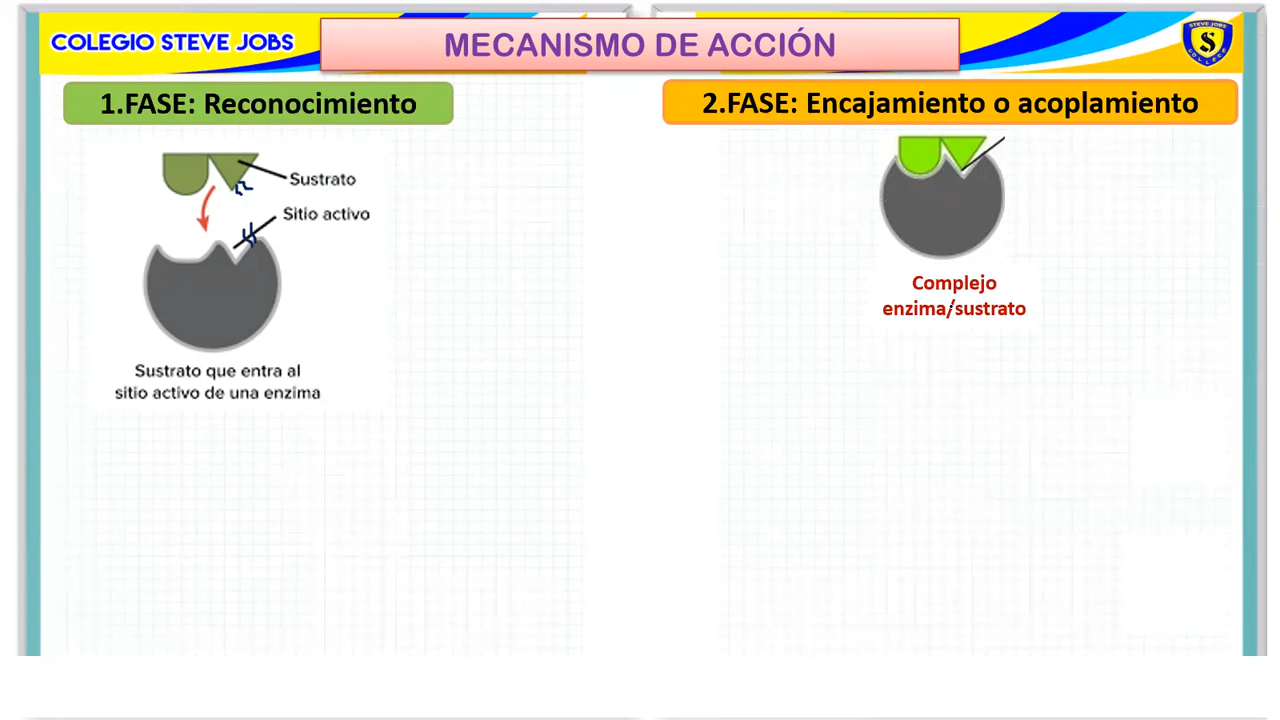 COLEGIO STEVE JOBS
MECANISMO DE ACCIÓN
STEVE JOBS
S
COLLEGE
1.FASE: Reconocimiento
Sustrato
Sitio activo
Sustrato que entra al
sitio activo de una enzima
2.FASE: Encajamiento o acoplamiento
Complejo
enzima/sustrato